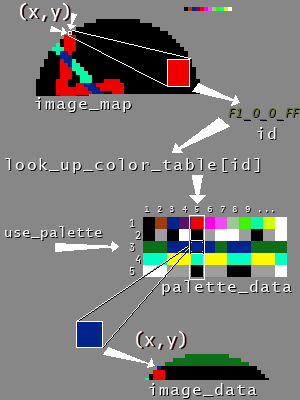 (x,y)
image_map
F1_0_0_FF
id
look_up_color_table[id]
1 2 3 4 5 6 7 8 9 ...
1
2
use_palette
3
4
5
palette_data
(x,y)
image_data